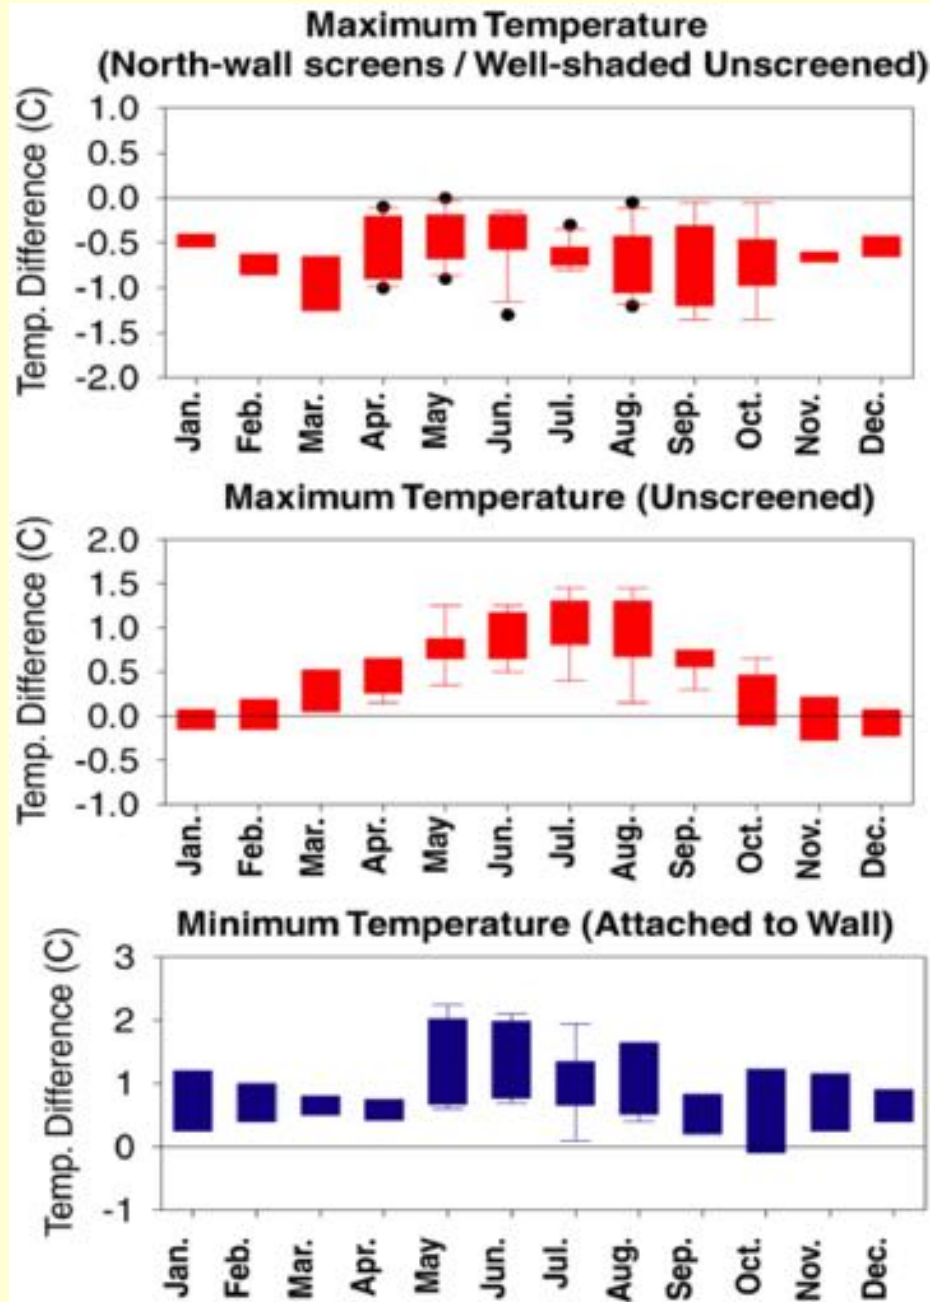 Maximum Temperature
(North-wall screens / Well-shaded Unscreened)
Temp. Difference (C)
1.0
0.5
0.0
-0.5
-1.0
-1.5
-2.0
Jan. Feb. Mar. Apr. May Jun. Jul. Aug. Sep. Oct. Nov. Dec.
Maximum Temperature (Unscreened)
Temp. Difference (C)
2.0
1.5
1.0
0.5
0.0
-0.5
-1.0
Jan. Feb. Mar. Apr. May Jun. Jul. Aug. Sep. Oct. Nov. Dec.
Minimum Temperature (Attached to Wall)
Temp. Difference (C)
3
2
1
0
-1
Jan. Feb. Mar. Apr. May Jun. Jul. Aug. Sep. Oct. Nov. Dec.